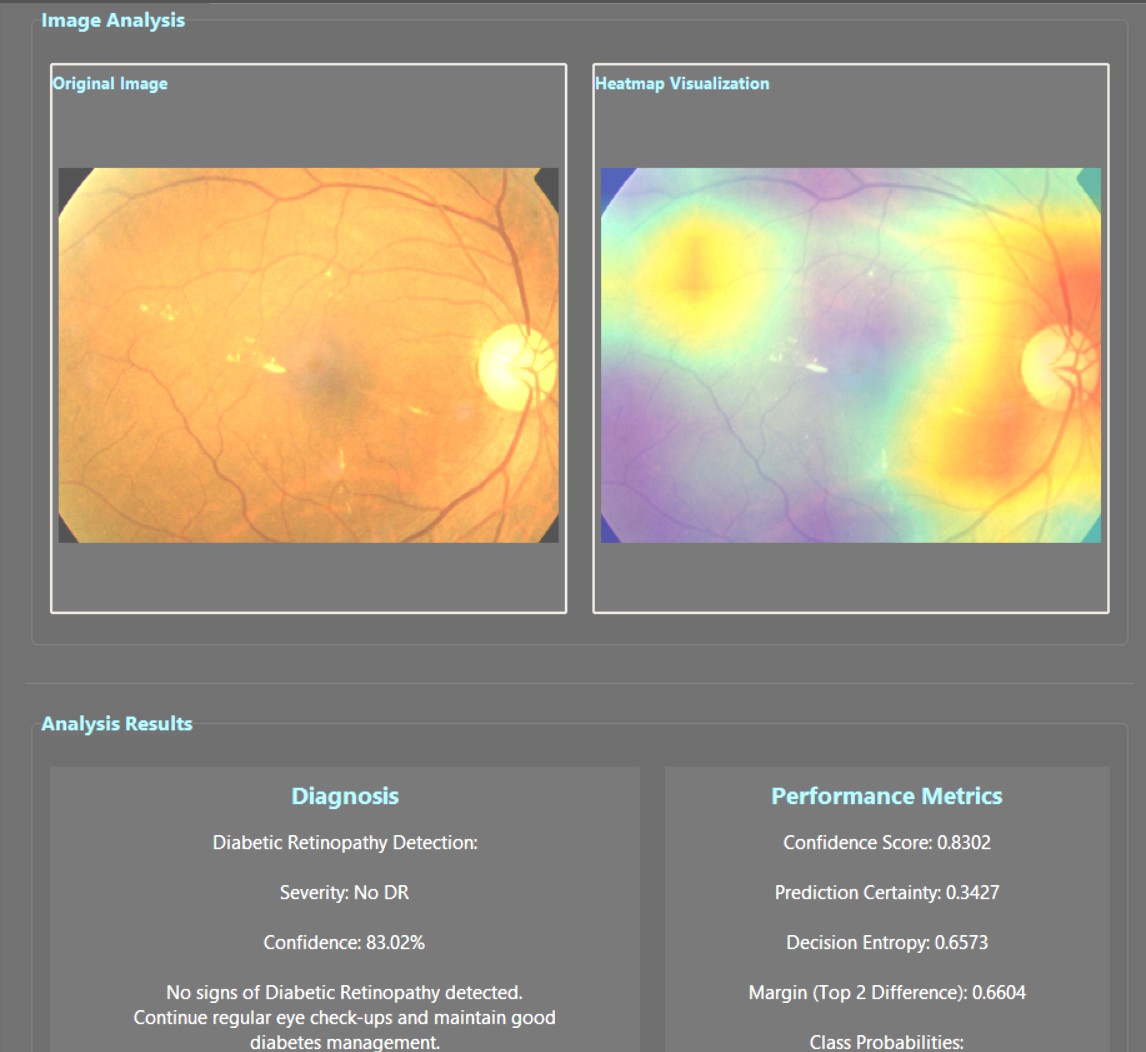 Image Analysis
Original Image
Heatmap Visualization
Analysis Results
Diagnosis
Diabetic Retinopathy Detection:
Severity: No DR
Confidence: 83.02%
No signs of Diabetic Retinopathy detected.
Continue regular eye check-ups and maintain good
diabetes management.
Performance Metrics
Confidence Score: 0.8302
Prediction Certainty: 0.3427
Decision Entropy: 0.6573
Margin (Top 2 Difference): 0.6604
Class Probabilities: